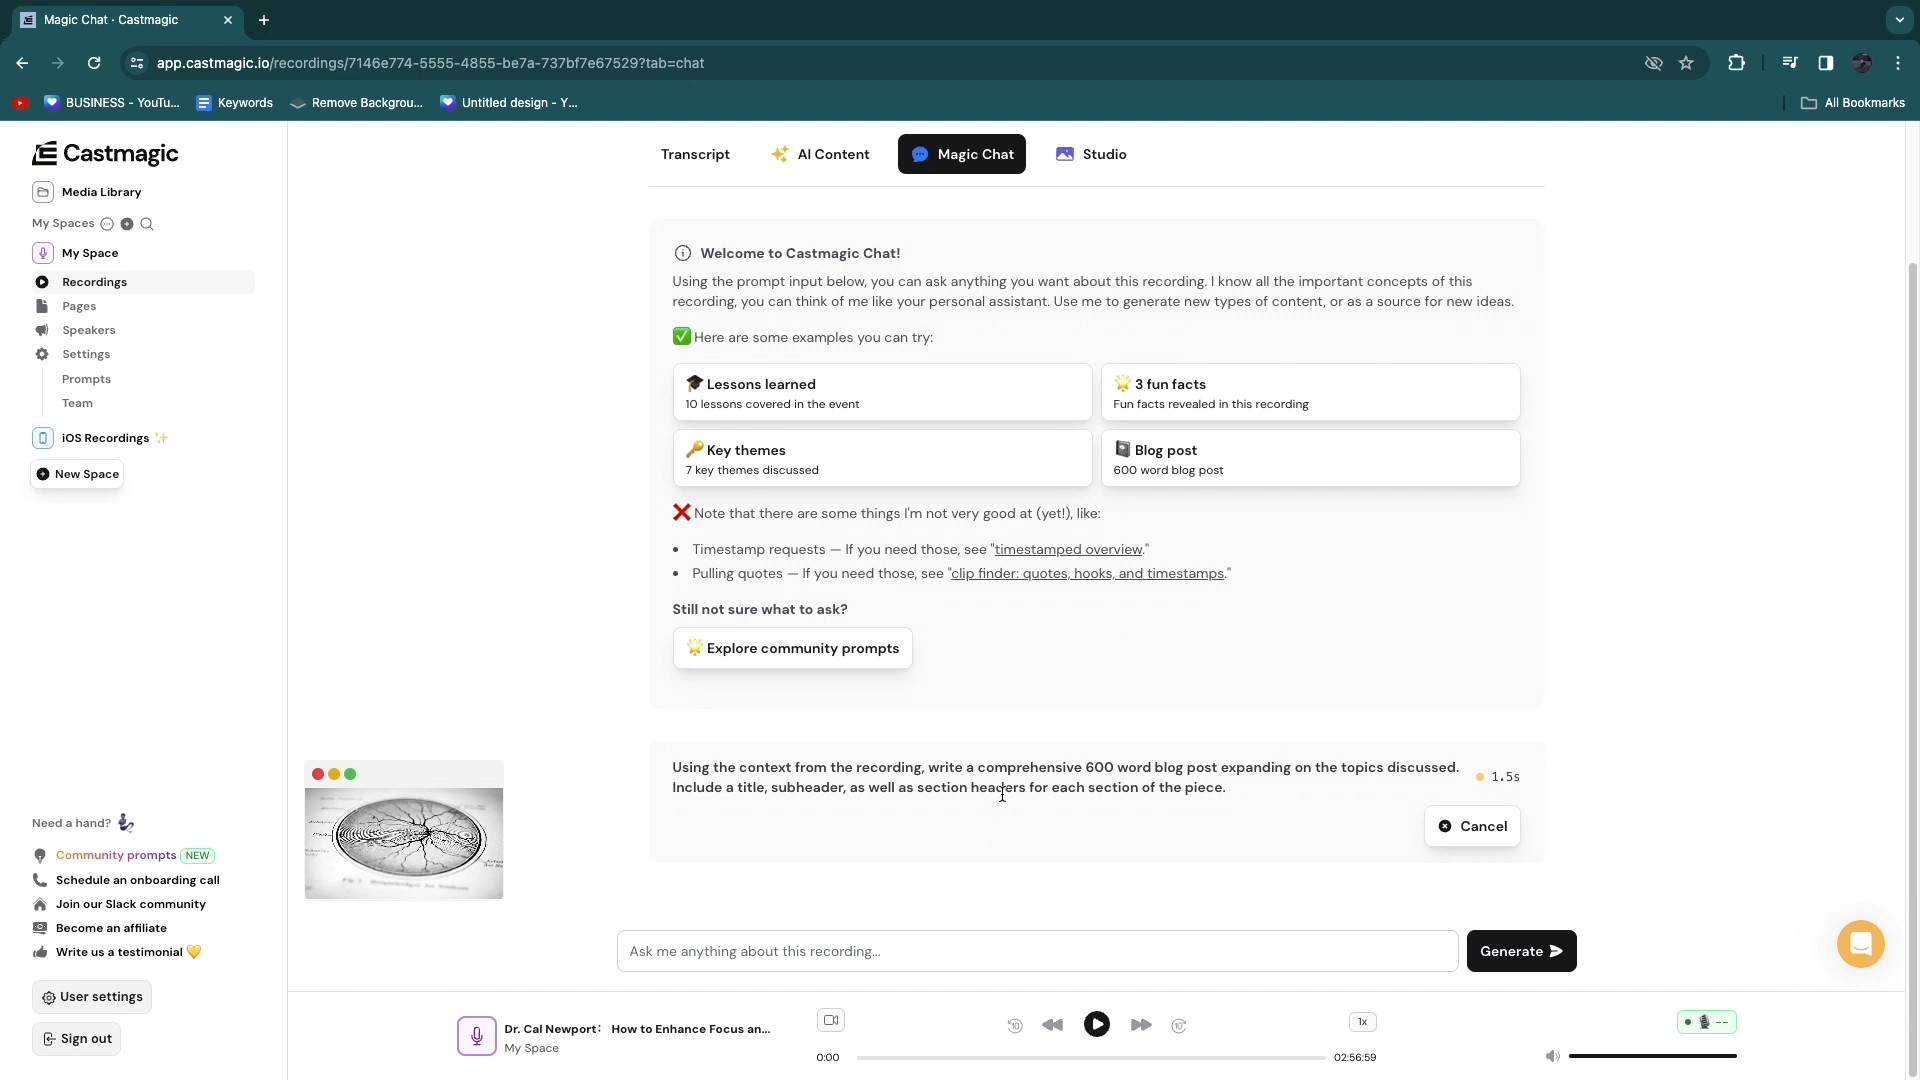 Magic Chat · Castmagic
app.castmagic.io/recordings/7146e774-5555-4855-be7a-737bf7e67529?tab=chat
BUSINESS - YouTu...
Keywords
Remove Backgrou...
Untitled design - Y...
All Bookmarks
Castmagic
Media Library
My Spaces
My Space
Recordings
Pages
Speakers
Settings
Prompts
Team
iOS Recordings
New Space
Need a hand?
Community prompts NEW
Schedule an onboarding call
Join our Slack community
Become an affiliate
Write us a testimonial
User settings
Sign out
Transcript
AI Content
Magic Chat
Studio
Welcome to Castmagic Chat!
Using the prompt input below, you can ask anything you want about this recording. I know all the important concepts of this
recording, you can think of me like your personal assistant. Use me to generate new types of content, or as a source for new ideas.
Here are some examples you can try:
Lessons learned
10 lessons covered in the event
3 fun facts
Fun facts revealed in this recording
Key themes
7 key themes discussed
Blog post
600 word blog post
Note that there are some things I'm not very good at (yet!), like:
• Timestamp requests — If you need those, see "timestamped overview."
• Pulling quotes — If you need those, see "clip finder: quotes, hooks, and timestamps."
Still not sure what to ask?
Explore community prompts
Using the context from the recording, write a comprehensive 600 word blog post expanding on the topics discussed.
Include a title, subheader, as well as section headers for each section of the piece.
1.5s
Cancel
Ask me anything about this recording...
Generate
Dr. Cal Newport: How to Enhance Focus an...
My Space
10
10
1x
0:00
02:56:59
--